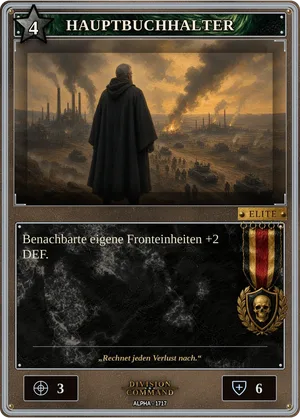 4
HAUPTBUCHHALTER
ELITE
Benachbarte eigene Fronteinheiten +2
DEF.
„Rechnet jeden Verlust nach.“
DIVISION
COMMAND
ALPHA - 1717
3
6